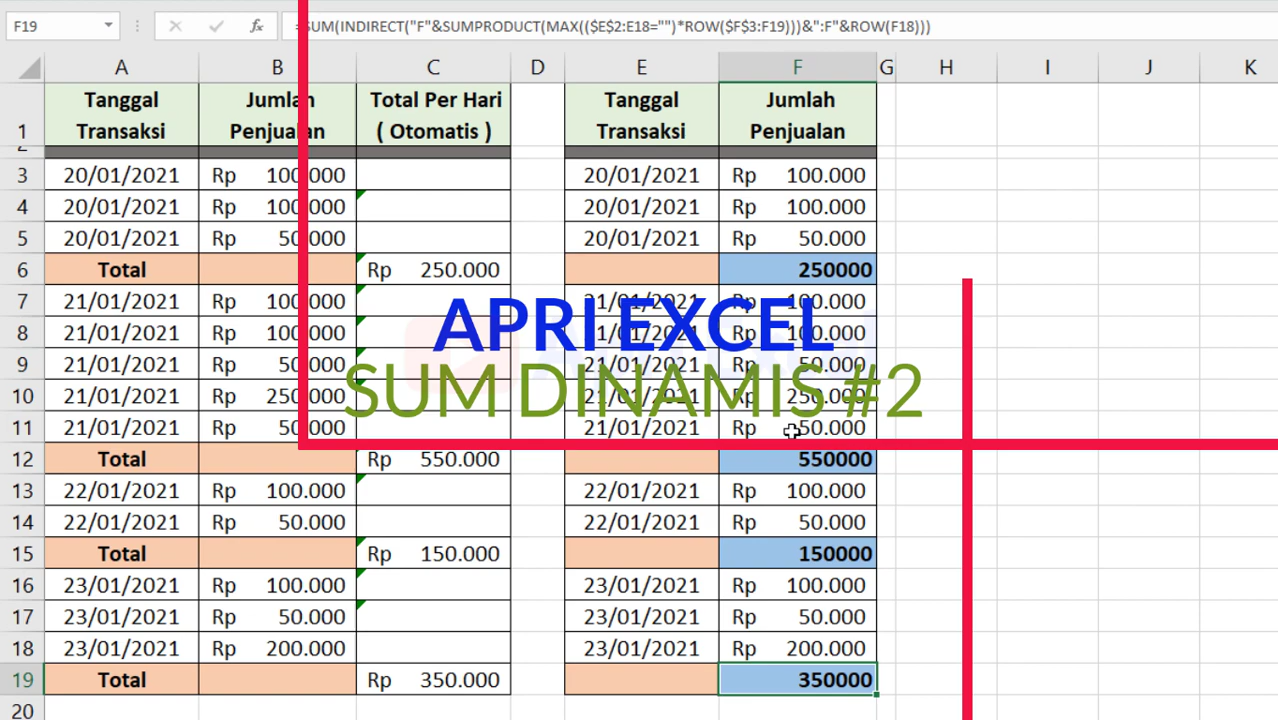 F19
=SUM(INDIRECT("F"&SUMPRODUCT(MAX(($E$2:E18="")*ROW($F$3:F19)))&":F"&ROW(F18)))
A B C D E F G H I J K
1 Tanggal Transaksi Jumlah Penjualan Total Per Hari ( Otomatis ) Tanggal Transaksi Jumlah Penjualan
2
3 20/01/2021 Rp 100.000 20/01/2021 Rp 100.000
4 20/01/2021 Rp 100.000 20/01/2021 Rp 100.000
5 20/01/2021 Rp 50.000 20/01/2021 Rp 50.000
6 Total Rp 250.000 250000
7 21/01/2021 Rp 100.000 21/01/2021 Rp 100.000
APRI EXCEL
8 21/01/2021 Rp 100.000 21/01/2021 Rp 100.000
9 21/01/2021 Rp 50.000 21/01/2021 Rp 50.000
SUM DINAMIS #2
10 21/01/2021 Rp 250.000 21/01/2021 Rp 250.000
11 21/01/2021 Rp 50.000 21/01/2021 Rp 50.000
12 Total Rp 550.000 550000
13 22/01/2021 Rp 100.000 22/01/2021 Rp 100.000
14 22/01/2021 Rp 50.000 22/01/2021 Rp 50.000
15 Total Rp 150.000 150000
16 23/01/2021 Rp 100.000 23/01/2021 Rp 100.000
17 23/01/2021 Rp 50.000 23/01/2021 Rp 50.000
18 23/01/2021 Rp 200.000 23/01/2021 Rp 200.000
19 Total Rp 350.000 350000
20